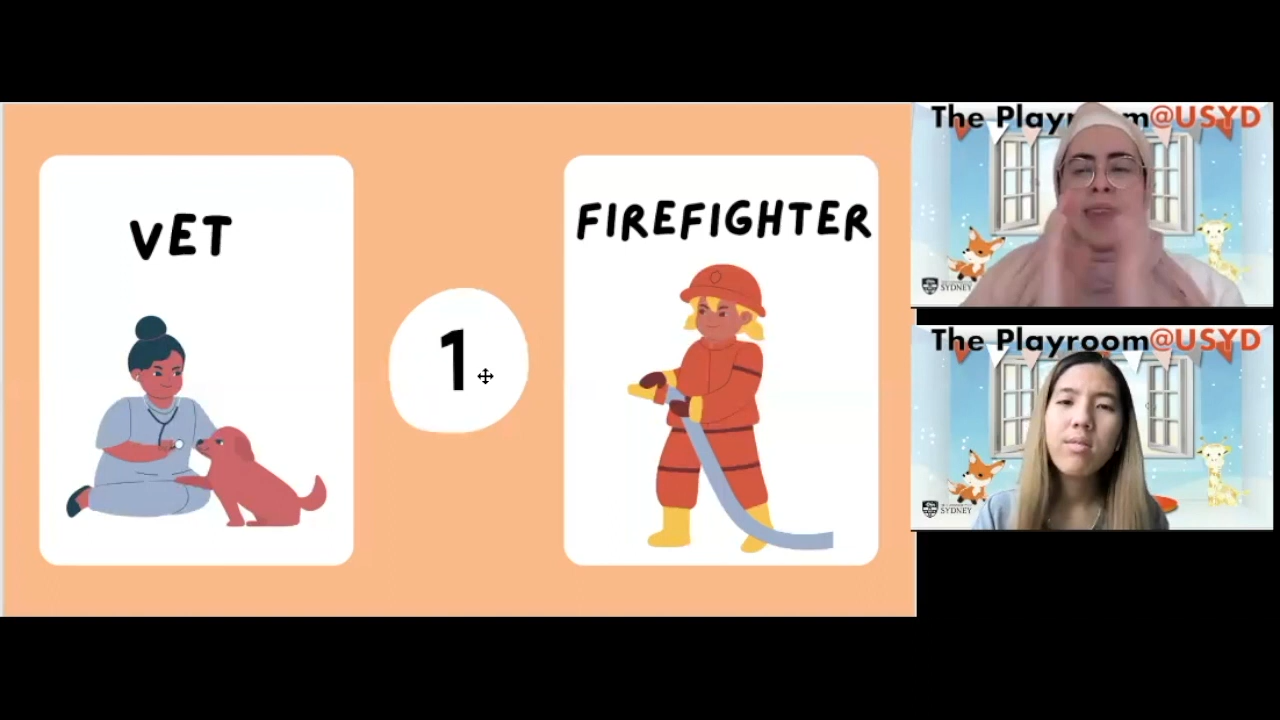 VET
FIREFIGHTER
1
The Playroom@USYD
SYDNEY
The Playroom@USYD
SYDNEY